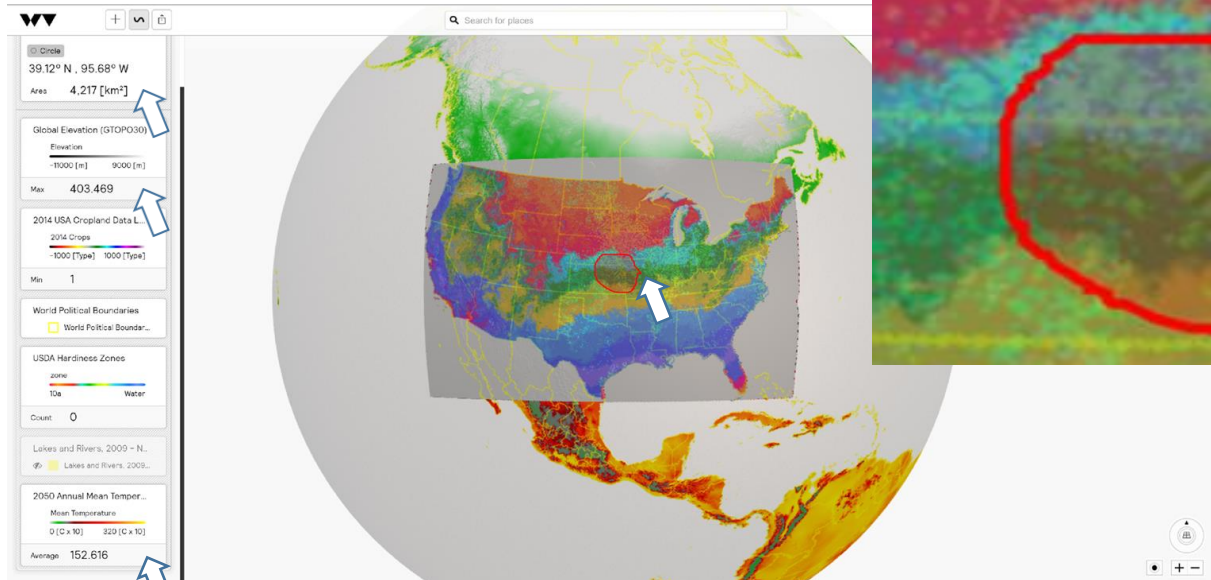 Search for places
Circle
39.12° N , 95.68° W
Area 4,217 [km²]
Global Elevation (GTOPO30)
Elevation
-11000 [m] 9000 [m]
Max 403.469
2014 USA Cropland Data L...
2014 Crops
-1000 [Type] 1000 [Type]
Min 1
World Political Boundaries
World Political Boundar...
USDA Hardiness Zones
zone
10a Water
Count 0
Lakes and Rivers, 2009 - N..
Lakes and Rivers, 2009...
2050 Annual Mean Temper...
Mean Temperature
0 [C x 10] 320 [C x 10]
Average 152.616